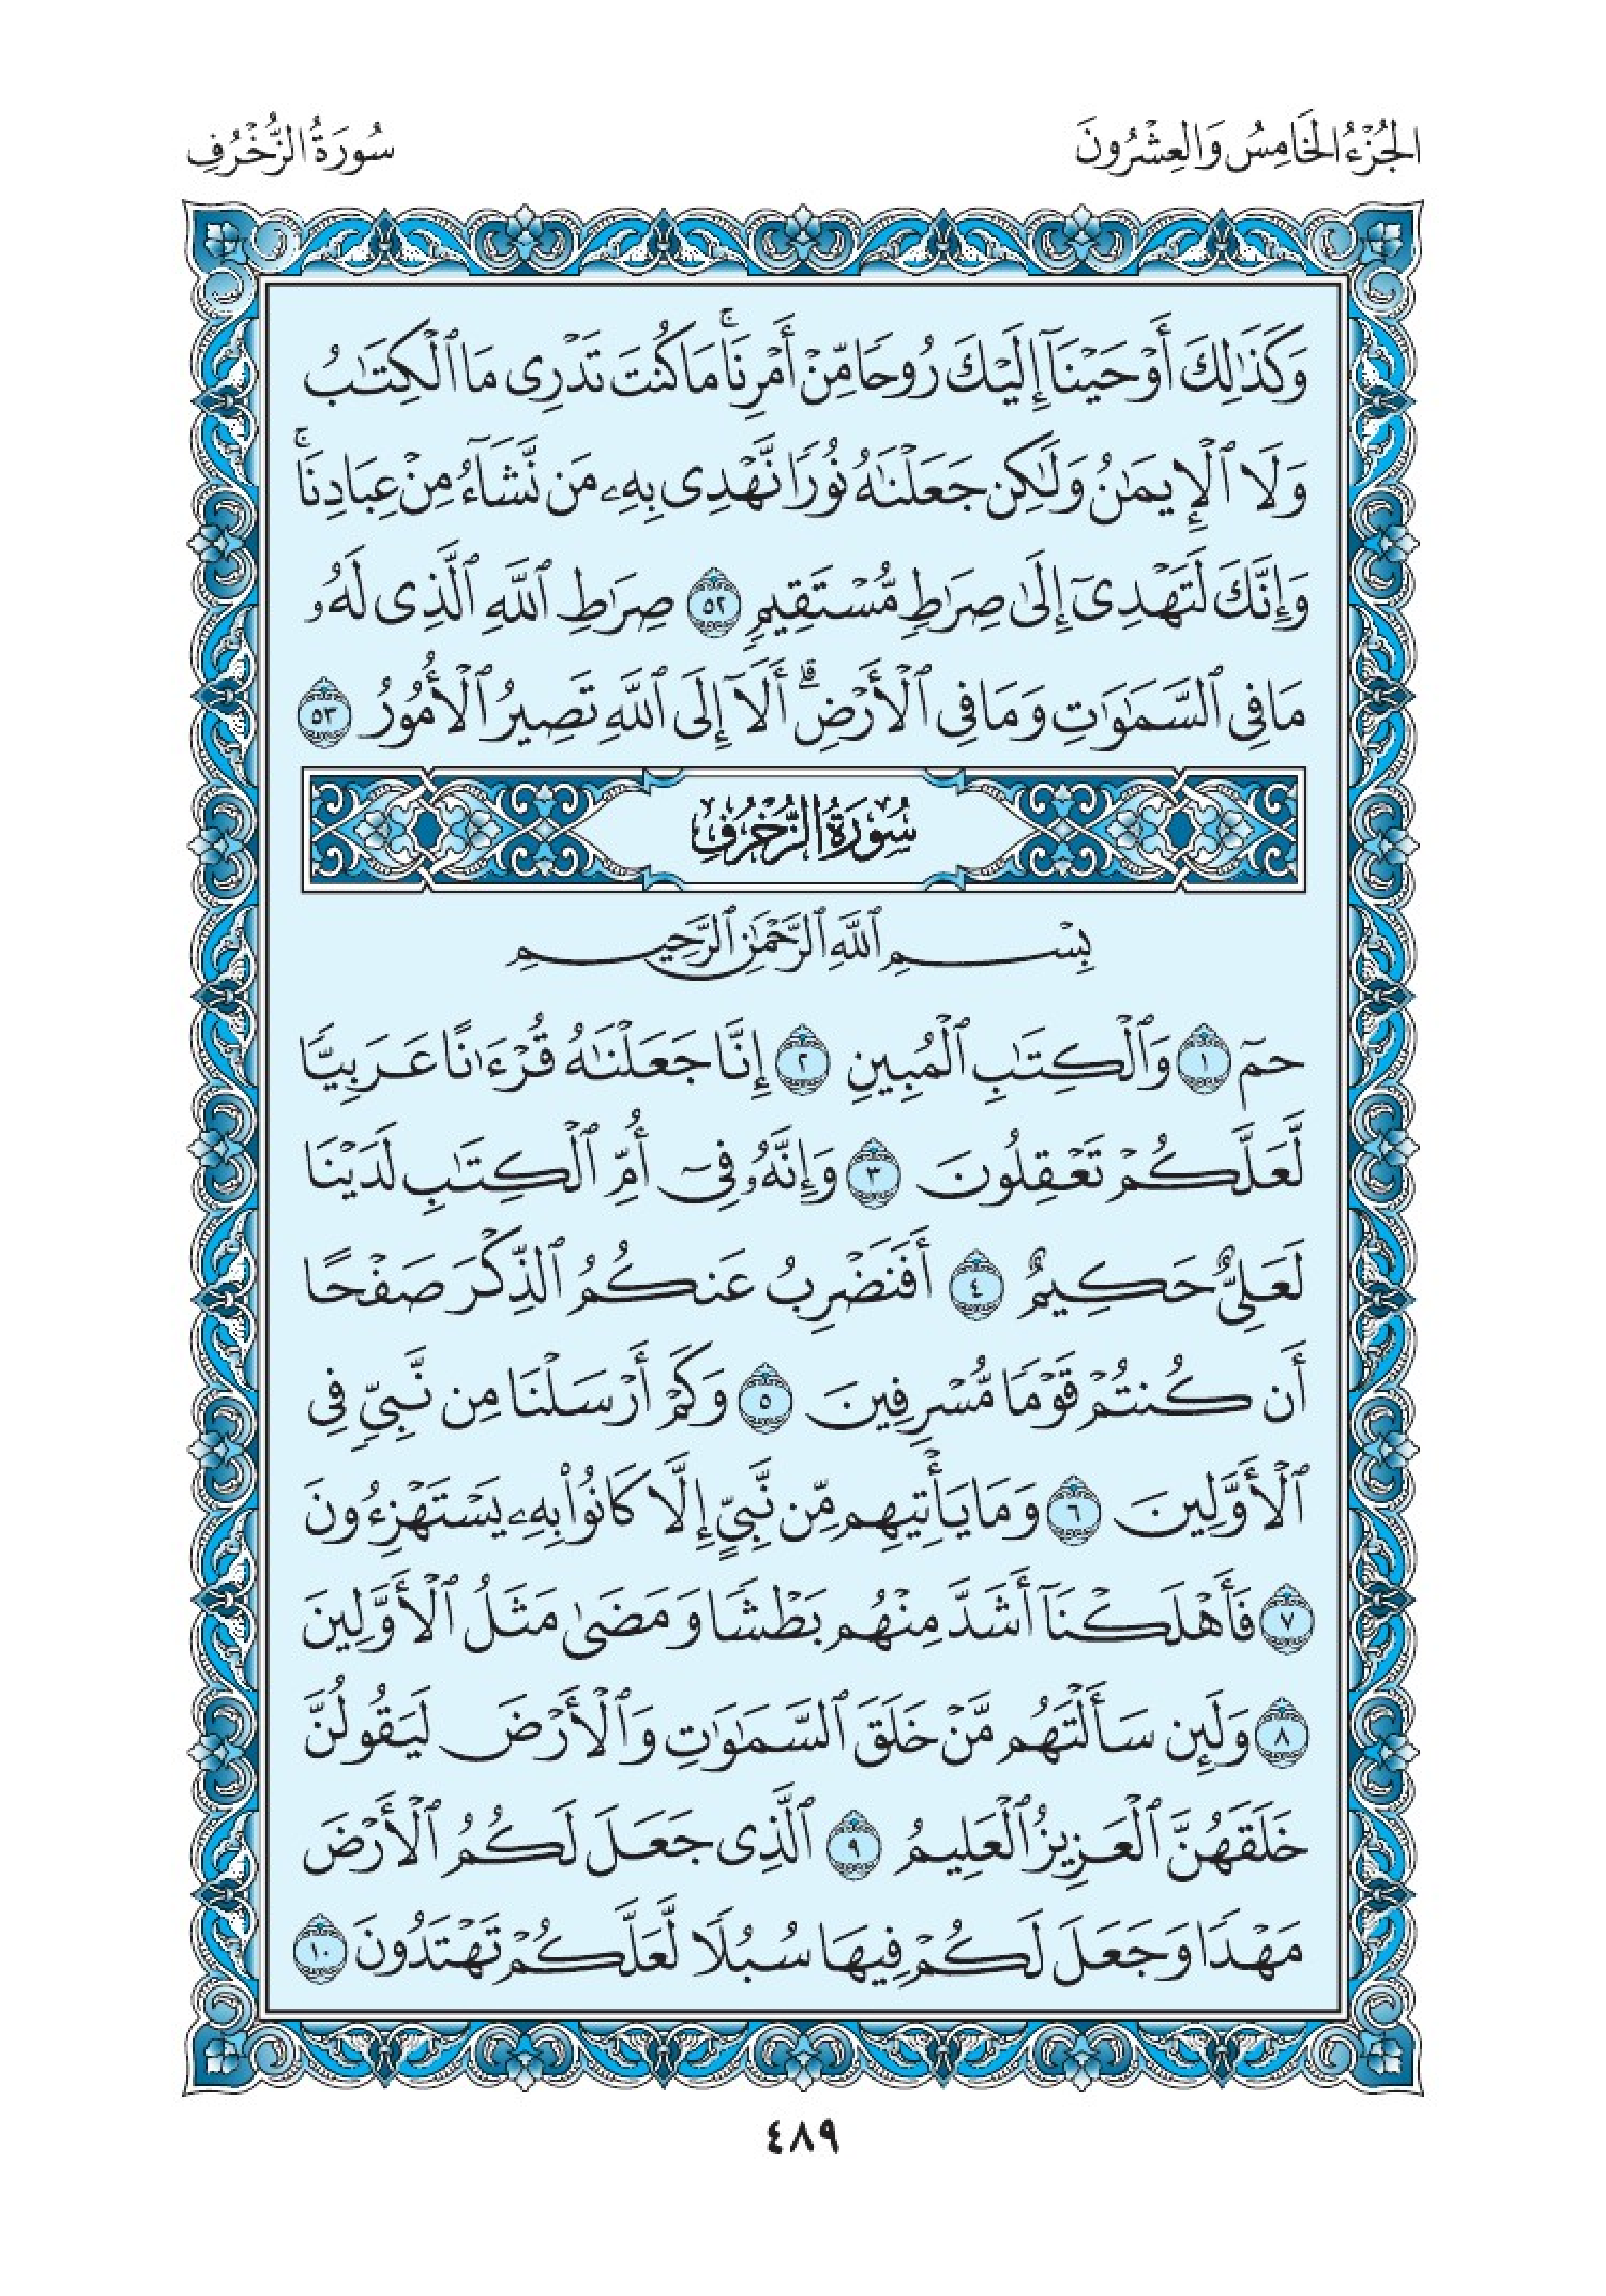 الجُزْءُ الخَامِسُ وَالعِشْرُونَ
سُورَةُ الزُّخْرُفِ
وَكَذَٰلِكَ أَوْحَيْنَآ إِلَيْكَ رُوحًا مِّنْ أَمْرِنَاۚ مَا كُنتَ تَدْرِى مَا ٱلْكِتَٰبُ
وَلَا ٱلْإِيمَٰنُ وَلَٰكِن جَعَلْنَٰهُ نُورًا نَّهْدِى بِهِۦ مَن نَّشَآءُ مِنْ عِبَادِنَاۚ
وَإِنَّكَ لَتَهْدِىٓ إِلَىٰ صِرَٰطٍ مُّسْتَقِيمٍ ٥٢ صِرَٰطِ ٱللَّهِ ٱلَّذِى لَهُۥ
مَا فِى ٱلسَّمَٰوَٰتِ وَمَا فِى ٱلْأَرْضِۗ أَلَآ إِلَى ٱللَّهِ تَصِيرُ ٱلْأُمُورُ ٥٣
سُورَةُ الزُّخْرُفِ
بِسْمِ ٱللَّهِ ٱلرَّحْمَٰنِ ٱلرَّحِيمِ
حمٓ ١ وَٱلْكِتَٰبِ ٱلْمُبِينِ ٢ إِنَّا جَعَلْنَٰهُ قُرْءَٰنًا عَرَبِيًّا
لَّعَلَّكُمْ تَعْقِلُونَ ٣ وَإِنَّهُۥ فِىٓ أُمِّ ٱلْكِتَٰبِ لَدَيْنَا
لَعَلِىٌّ حَكِيمٌ ٤ أَفَنَضْرِبُ عَنكُمُ ٱلذِّكْرَ صَفْحًا
أَن كُنتُمْ قَوْمًا مُّسْرِفِينَ ٥ وَكَمْ أَرْسَلْنَا مِن نَّبِىٍّ فِى
ٱلْأَوَّلِينَ ٦ وَمَا يَأْتِيهِم مِّن نَّبِىٍّ إِلَّا كَانُوا۟ بِهِۦ يَسْتَهْزِءُونَ
٧ فَأَهْلَكْنَآ أَشَدَّ مِنْهُم بَطْشًا وَمَضَىٰ مَثَلُ ٱلْأَوَّلِينَ
٨ وَلَئِن سَأَلْتَهُم مَّنْ خَلَقَ ٱلسَّمَٰوَٰتِ وَٱلْأَرْضَ لَيَقُولُنَّ
خَلَقَهُنَّ ٱلْعَزِيزُ ٱلْعَلِيمُ ٩ ٱلَّذِى جَعَلَ لَكُمُ ٱلْأَرْضَ
مَهْدًا وَجَعَلَ لَكُمْ فِيهَا سُبُلًا لَّعَلَّكُمْ تَهْتَدُونَ ١٠
٤٨٩